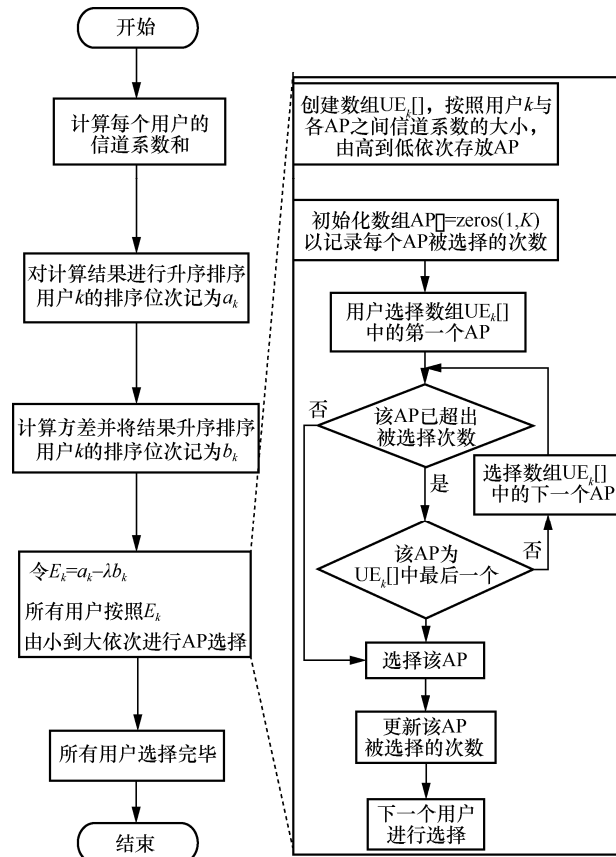 开始
计算每个用户的
信道系数和
对计算结果进行升序排序
用户k的排序位次记为aₖ
计算方差并将结果升序排序
用户k的排序位次记为bₖ
令Eₖ=aₖ−λbₖ
所有用户按照Eₖ
由小到大依次进行AP选择
所有用户选择完毕
结束
创建数组UEₖ[]，按照用户k与
各AP之间信道系数的大小，
由高到低依次存放AP
初始化数组AP[]=zeros(1,K)
以记录每个AP被选择的次数
用户选择数组UEₖ[]
中的第一个AP
否
该AP已超出
被选择次数
是
选择数组UEₖ[]
中的下一个AP
该AP为
UEₖ[]中最后一个
否
选择该AP
更新该AP
被选择的次数
下一个用户
进行选择